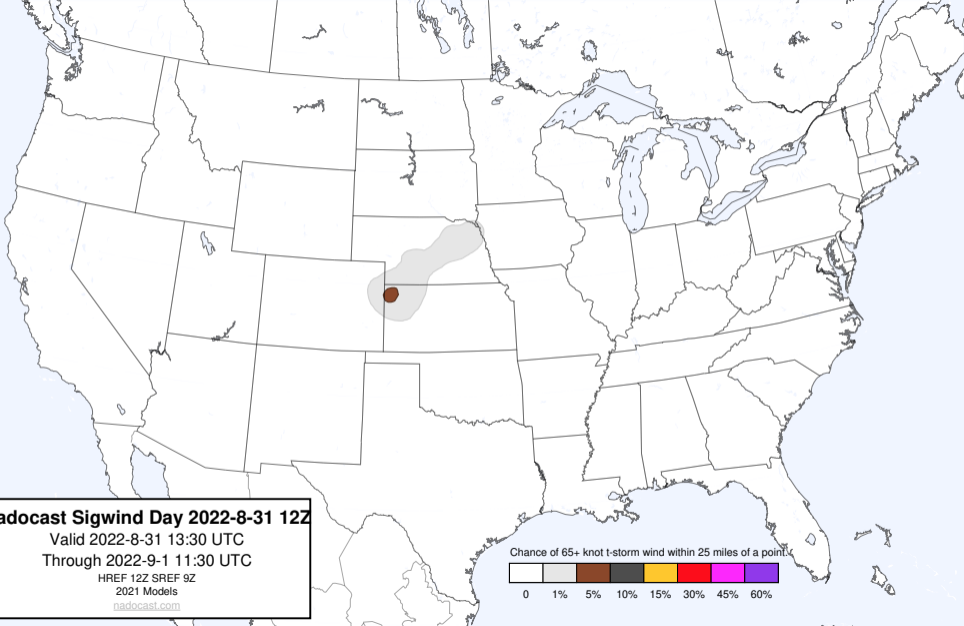 adocast Sigwind Day 2022-8-31 12Z
Valid 2022-8-31 13:30 UTC
Through 2022-9-1 11:30 UTC
HREF 12Z SREF 9Z
2021 Models
nadocast.com
Chance of 65+ knot t-storm wind within 25 miles of a point.
0 1% 5% 10% 15% 30% 45% 60%